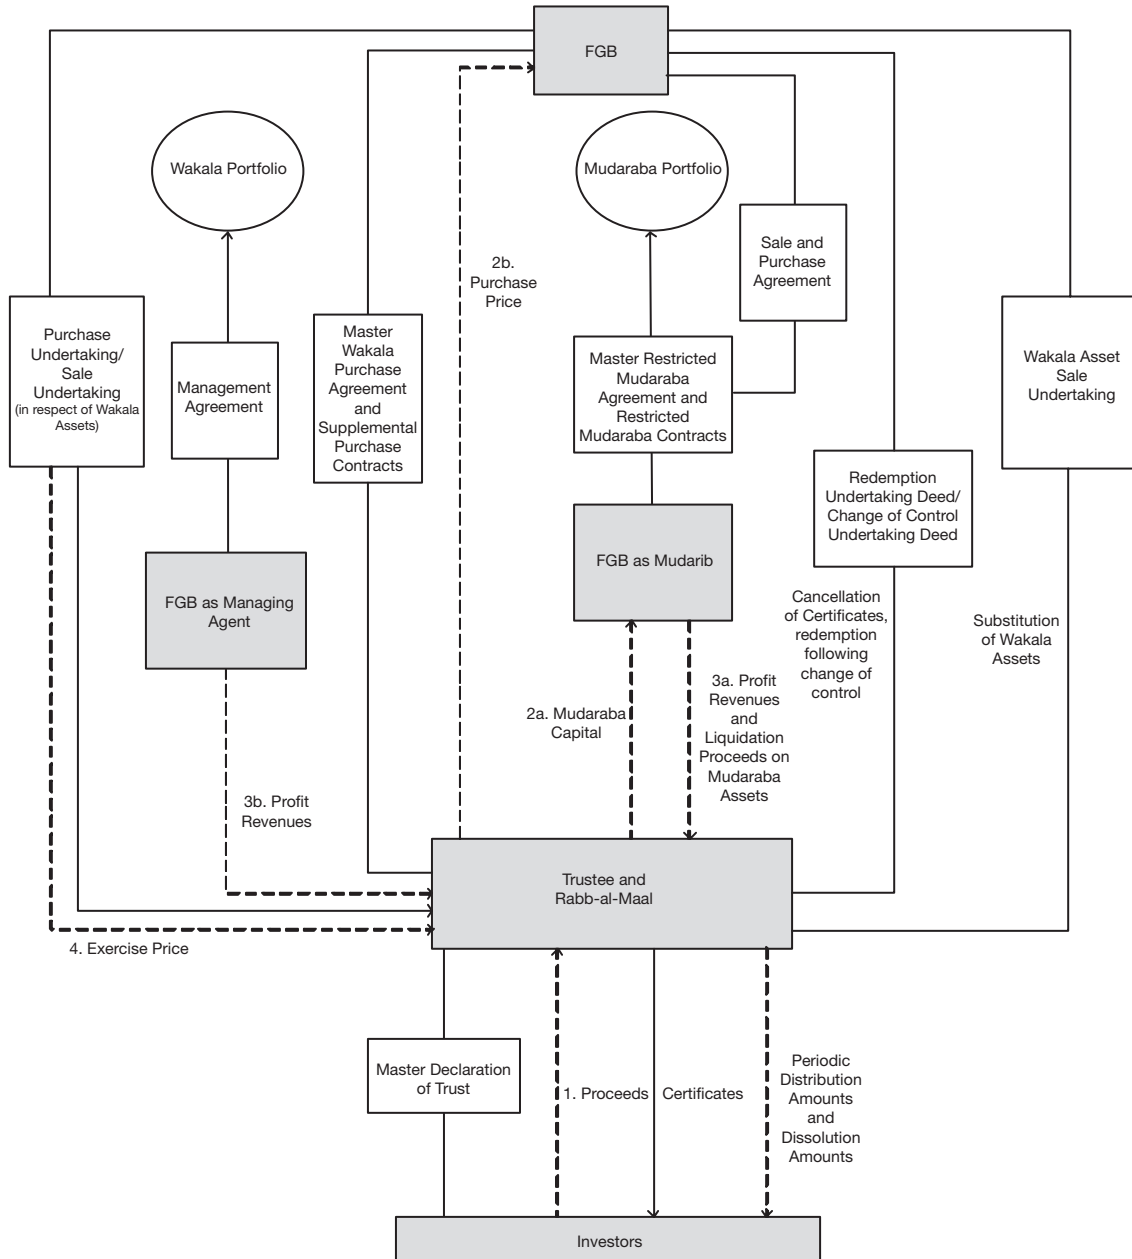 FGB
Wakala Portfolio
Mudaraba Portfolio
2b.
Purchase
Price
Sale and
Purchase
Agreement
Purchase
Undertaking/
Sale
Undertaking
(in respect of Wakala
Assets)
Management
Agreement
Master
Wakala
Purchase
Agreement
and
Supplemental
Purchase
Contracts
Master Restricted
Mudaraba
Agreement and
Restricted
Mudaraba Contracts
Wakala Asset
Sale
Undertaking
Redemption
Undertaking Deed/
Change of Control
Undertaking Deed
FGB as Managing
Agent
FGB as Mudarib
Cancellation
of Certificates,
redemption
following
change of
control
Substitution
of Wakala
Assets
2a. Mudaraba
Capital
3a. Profit
Revenues
and
Liquidation
Proceeds on
Mudaraba
Assets
3b. Profit
Revenues
Trustee and
Rabb-al-Maal
4. Exercise Price
Master Declaration
of Trust
1. Proceeds
Certificates
Periodic
Distribution
Amounts
and
Dissolution
Amounts
Investors